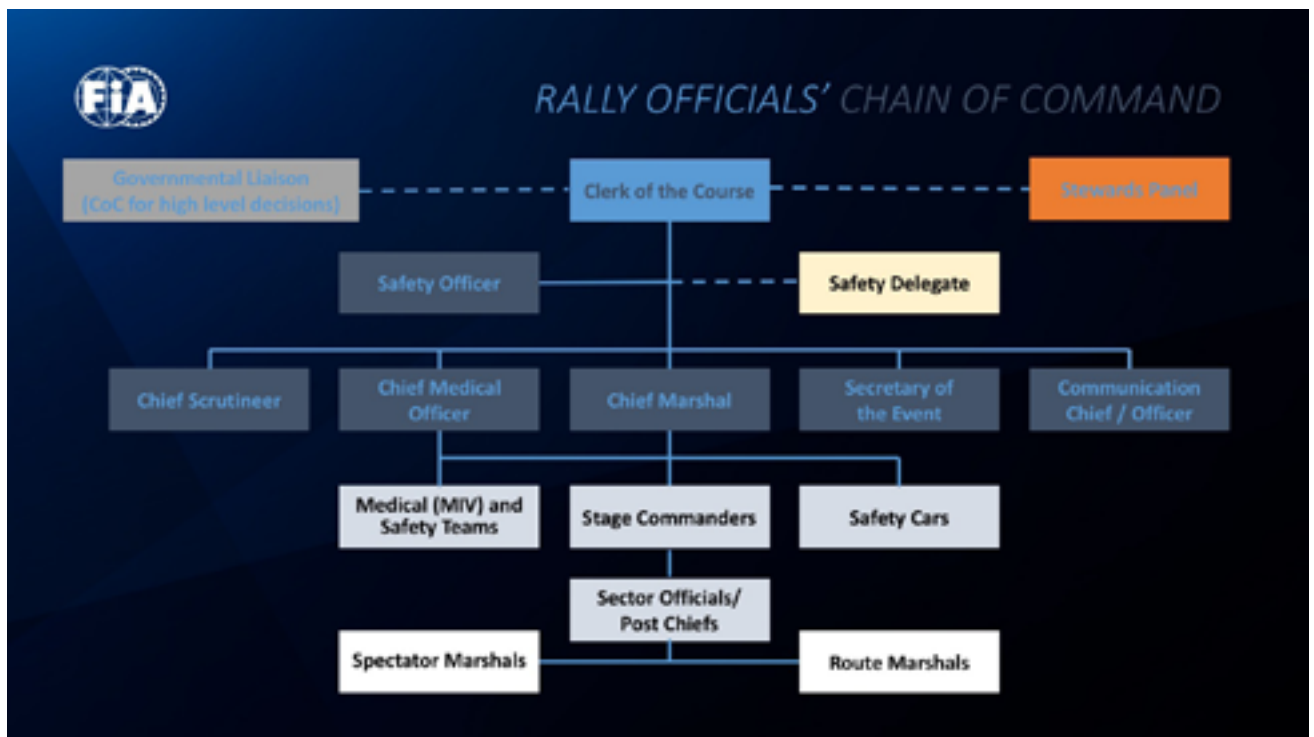 FiA
RALLY OFFICIALS' CHAIN OF COMMAND
Governmental Liaison
(CoC for high level decisions)
Clerk of the Course
Stewards Panel
Safety Officer
Safety Delegate
Chief Scrutineer
Chief Medical
Officer
Chief Marshal
Secretary of
the Event
Communication
Chief / Officer
Medical (MIV) and
Safety Teams
Stage Commanders
Safety Cars
Sector Officials/
Post Chiefs
Spectator Marshals
Route Marshals